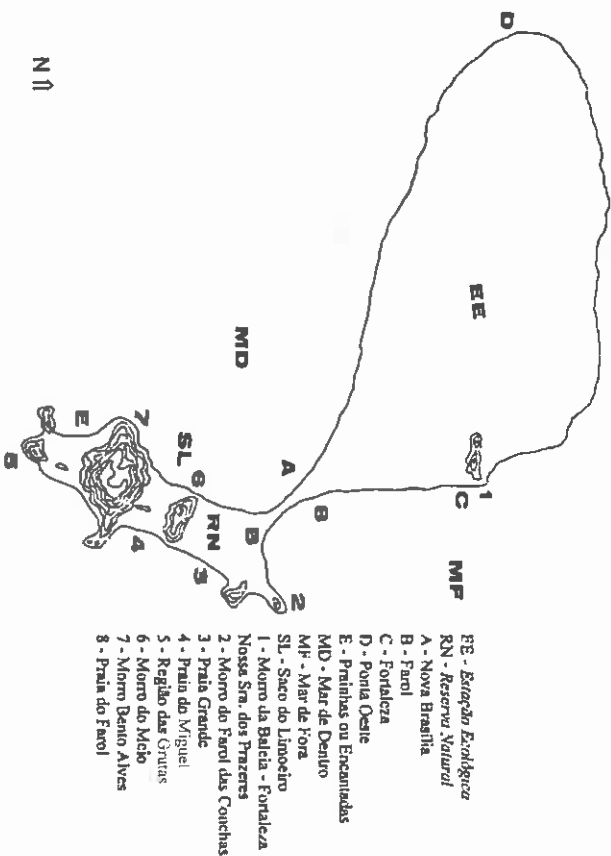 D
N ⇑
EE
MD
A
B
C
1
MF
B
2
7
SL
6
RN
3
4
E
5
EE - Estação Ecológica
RN - Reserva Natural
A - Nova Brasília
B - Farol
C - Fortaleza
D - Ponta Oeste
E - Prainhas ou Encantadas
MD - Mar de Dentro
MF - Mar de Fora
SL - Saco do Limoeiro
1 - Morro da Baleia - Fortaleza
Nossa Sra. dos Prazeres
2 - Morro do Farol das Conchas
3 - Praia Grande
4 - Praia do Miguel
5 - Região das Grutas
6 - Morro do Meio
7 - Morro Bento Alves
8 - Praia do Farol